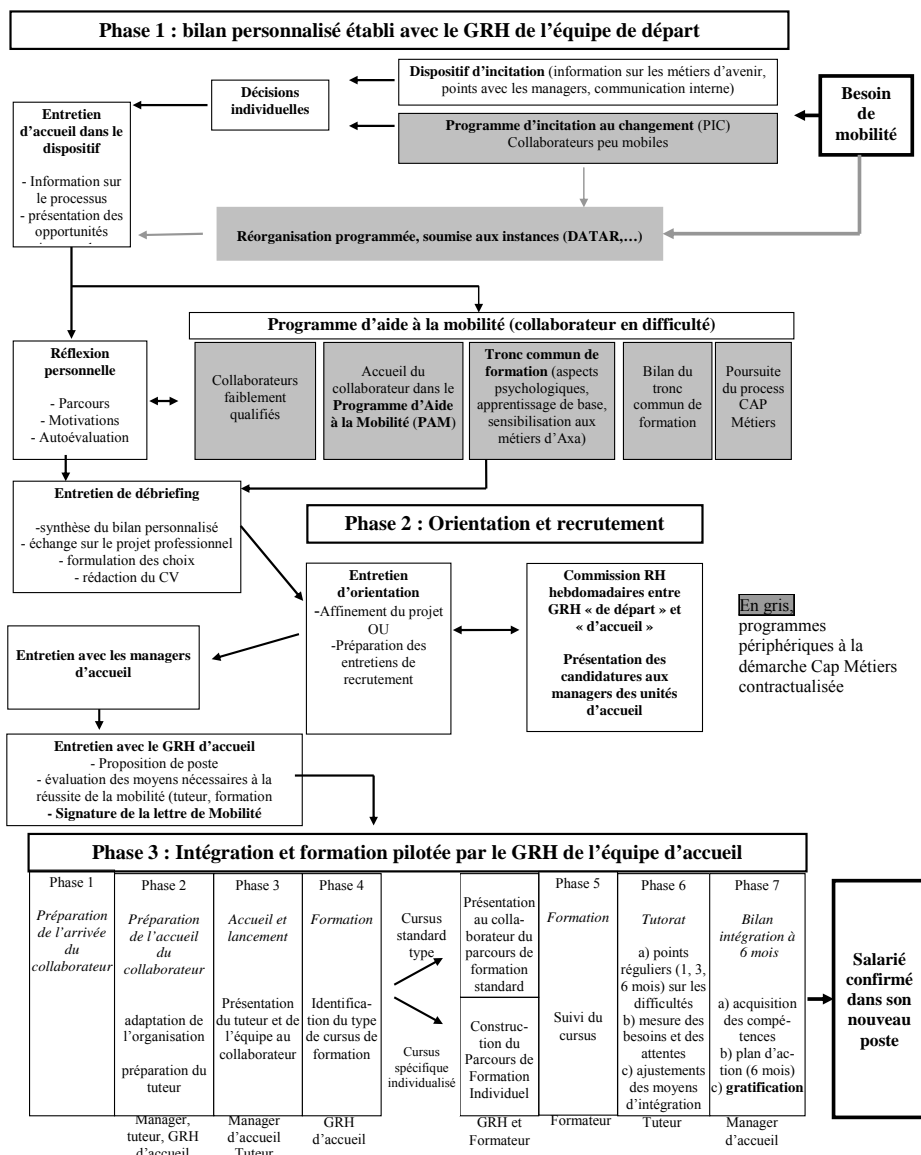 Phase 1 : bilan personnalisé établi avec le GRH de l'équipe de départ
Dispositif d'incitation (information sur les métiers d'avenir,
points avec les managers, communication interne)
Décisions
individuelles
Besoin
de
mobilité
Programme d'incitation au changement (PIC)
Collaborateurs peu mobiles
Entretien
d'accueil dans le
dispositif
- Information sur
le processus
- présentation des
opportunités
Réorganisation programmée, soumise aux instances (DATAR,…)
Programme d'aide à la mobilité (collaborateur en difficulté)
Réflexion
personnelle
- Parcours
- Motivations
- Autoévaluation
Collaborateurs
faiblement
qualifiés
Accueil du
collaborateur dans le
Programme d'Aide
à la Mobilité (PAM)
Tronc commun de
formation (aspects
psychologiques,
apprentissage de base,
sensibilisation aux
métiers d'Axa)
Bilan du
tronc
commun de
formation
Poursuite
du process
CAP
Métiers
Entretien de débriefing
-synthèse du bilan personnalisé
- échange sur le projet professionnel
- formulation des choix
- rédaction du CV
Phase 2 : Orientation et recrutement
Entretien
d'orientation
-Affinement du projet
OU
-Préparation des
entretiens de
recrutement
Commission RH
hebdomadaires entre
GRH « de départ » et
« d'accueil »
Présentation des
candidatures aux
managers des unités
d'accueil
En gris,
programmes
périphériques à la
démarche Cap Métiers
contractualisée
Entretien avec les managers
d'accueil
Entretien avec le GRH d'accueil
- Proposition de poste
- évaluation des moyens nécessaires à la
réussite de la mobilité (tuteur, formation
- Signature de la lettre de Mobilité
Phase 3 : Intégration et formation pilotée par le GRH de l'équipe d'accueil
Phase 1
Préparation
de l'arrivée
du
collaborateur
Phase 2
Préparation
de l'accueil
du
collaborateur
adaptation de
l'organisation
préparation du
tuteur
Manager,
tuteur, GRH
d'accueil
Phase 3
Accueil et
lancement
Présentation
du tuteur et de
l'équipe au
collaborateur
Manager
d'accueil
Tuteur
Phase 4
Formation
Identifica-
tion du type
de cursus de
formation
GRH
d'accueil
Cursus
standard
type
Cursus
spécifique
individualisé
Présentation
au colla-
borateur du
parcours de
formation
standard
Construc-
tion du
Parcours de
Formation
Individuel
GRH et
Formateur
Phase 5
Formation
Suivi du
cursus
Formateur
Phase 6
Tutorat
a) points
réguliers (1, 3,
6 mois) sur les
difficultés
b) mesure des
besoins et des
attentes
c) ajustements
des moyens
d'intégration
Tuteur
Phase 7
Bilan
intégration à
6 mois
a) acquisition
des compé-
tences
b) plan d'ac-
tion (6 mois)
c) gratification
Manager
d'accueil
Salarié
confirmé
dans son
nouveau
poste